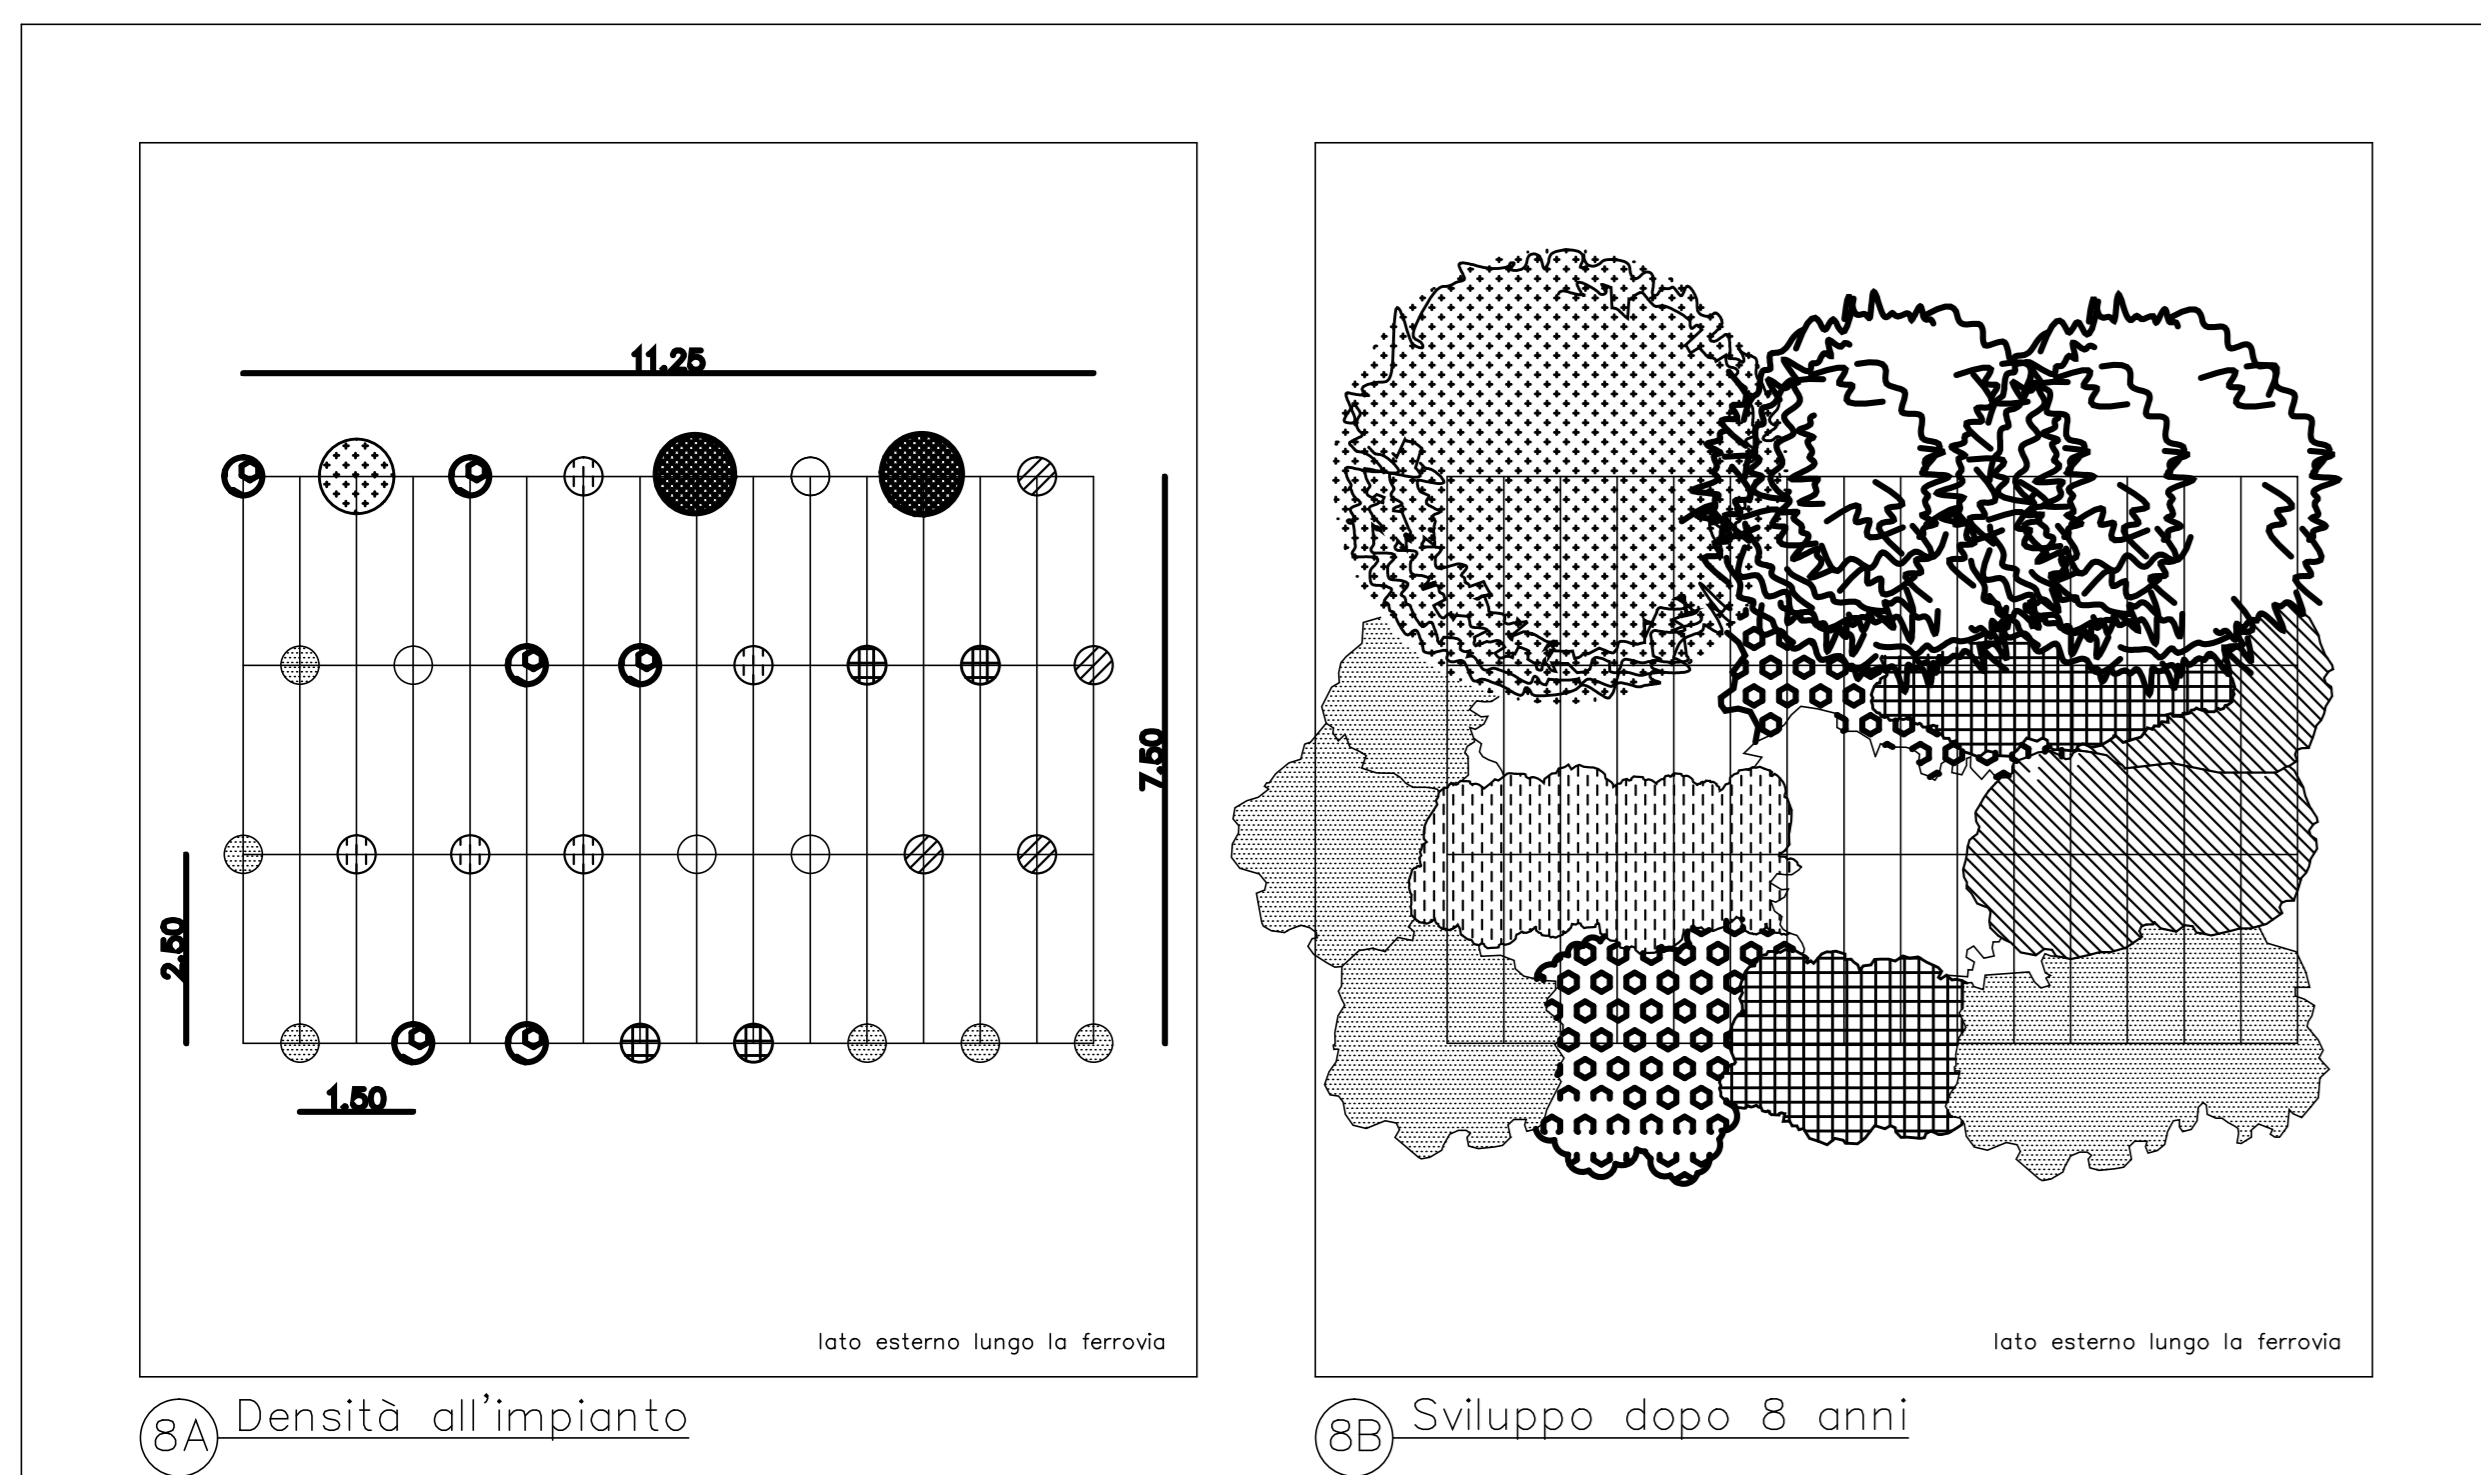 11.25
7.50
2.50
1.50
lato esterno lungo la ferrovia
8A Densità all'impianto
lato esterno lungo la ferrovia
8B Sviluppo dopo 8 anni